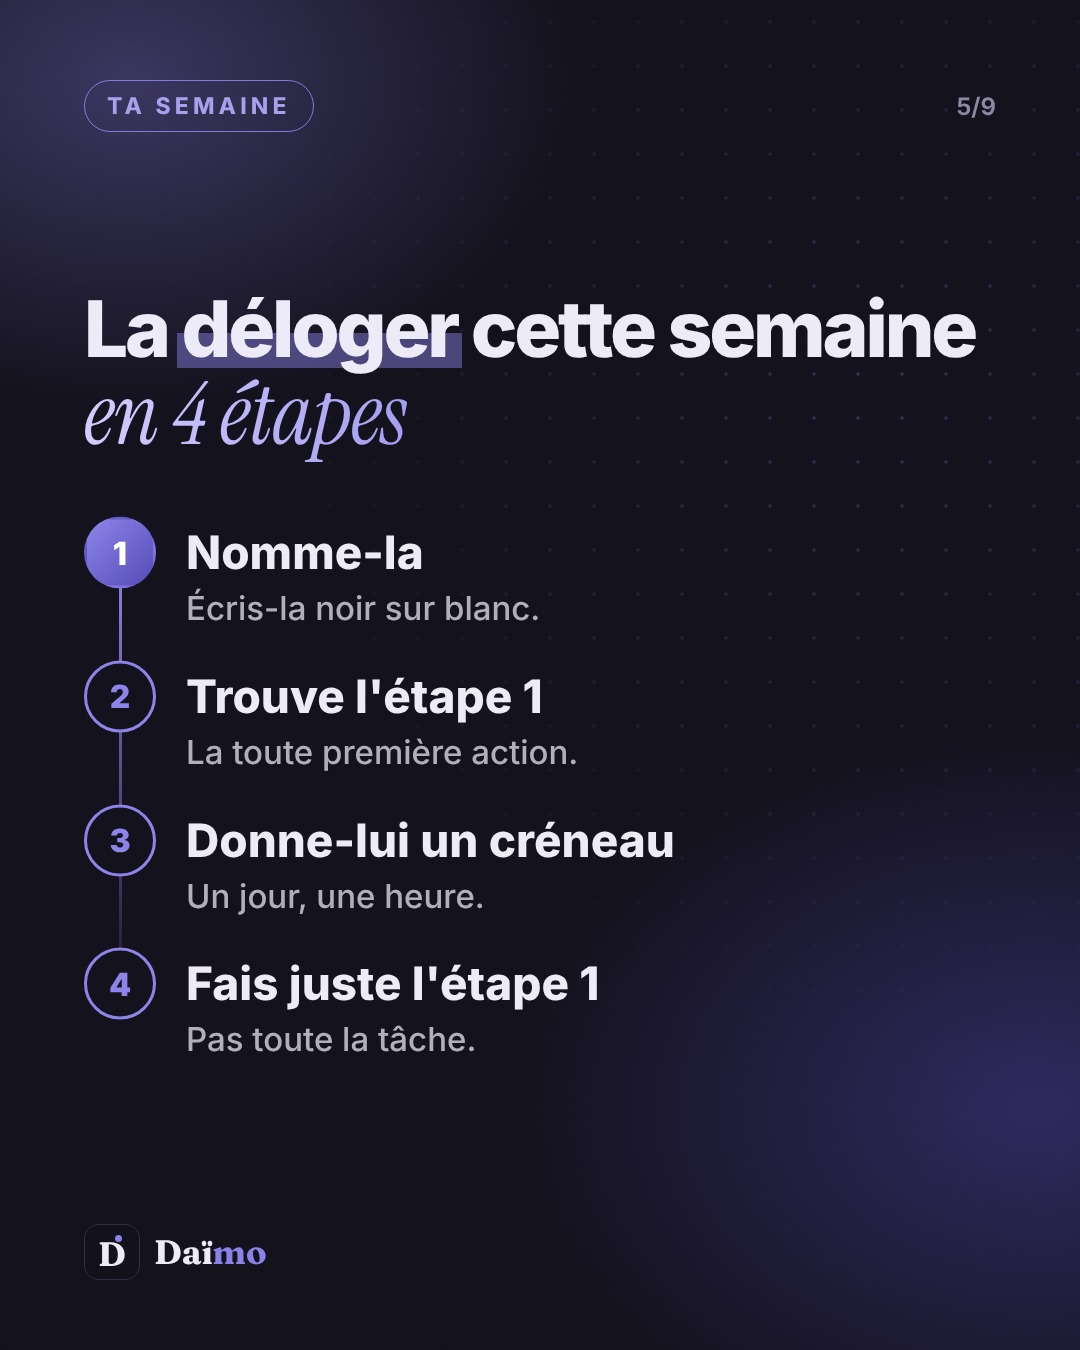 TA SEMAINE
5/9
La déloger cette semaine
en 4 étapes
1
Nomme-la
Écris-la noir sur blanc.
2
Trouve l'étape 1
La toute première action.
3
Donne-lui un créneau
Un jour, une heure.
4
Fais juste l'étape 1
Pas toute la tâche.
D Daïmo